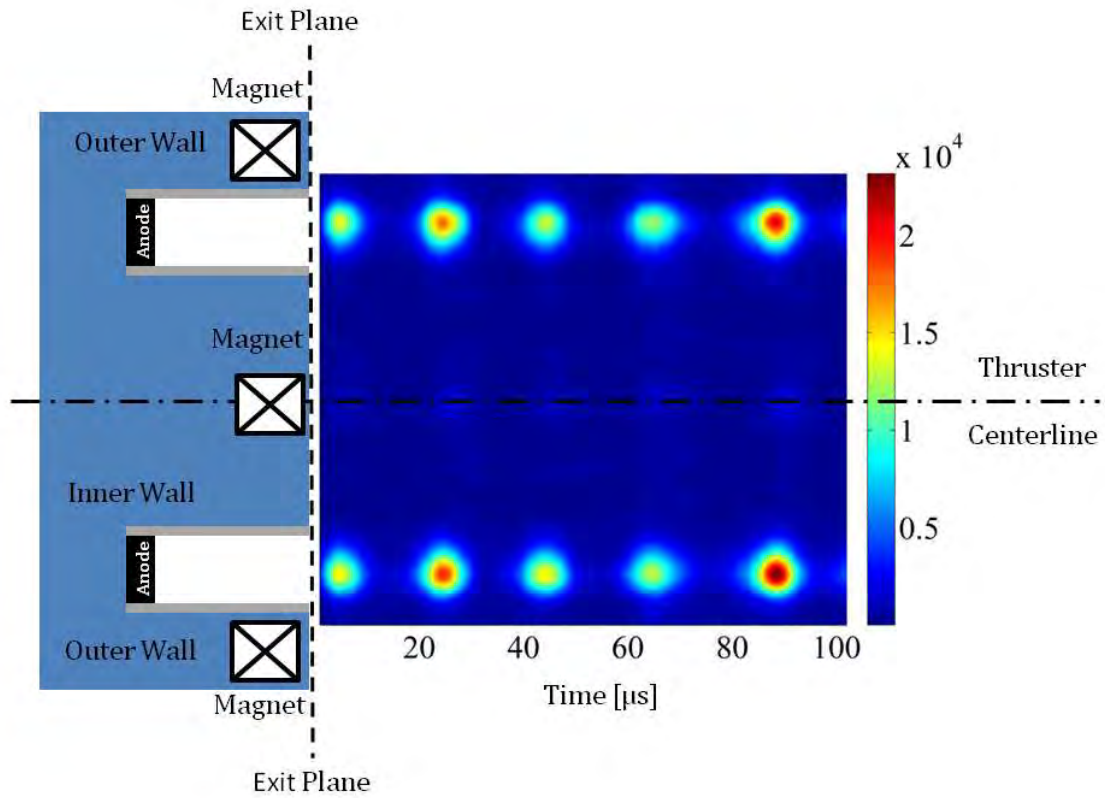 Exit Plane
Magnet
Outer Wall
Anode
x 10^4
2
1.5
1
0.5
Magnet
Thruster
Centerline
Inner Wall
Anode
Outer Wall
Magnet
20 40 60 80 100
Time [µs]
Exit Plane